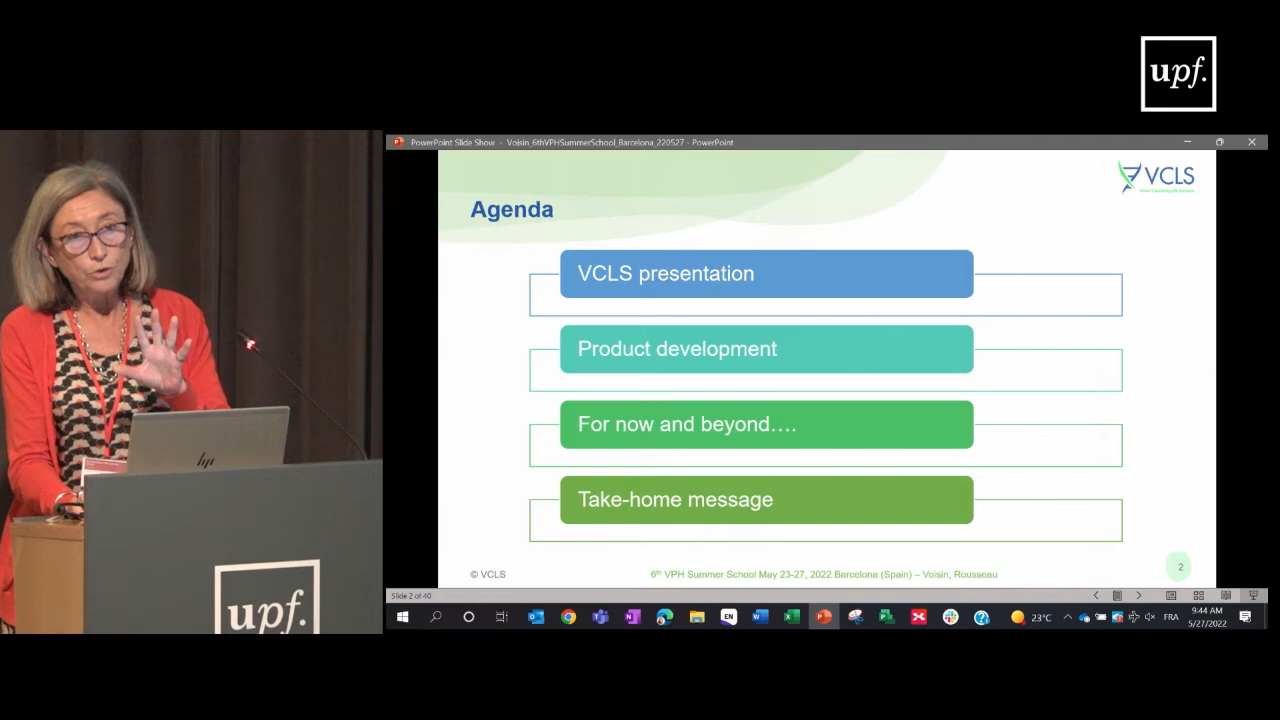 upf.
PowerPoint Slide Show - Voisin_6thVPHSummerSchool_Barcelona_220527 - PowerPoint
VCLS
Agenda
VCLS presentation
Product development
For now and beyond....
Take-home message
© VCLS
6th VPH Summer School May 23-27, 2022 Barcelona (Spain) – Voisin, Rousseau
2
Slide 2 of 40
EN
23°C
FRA
9:44 AM
5/27/2022
hp
upf.